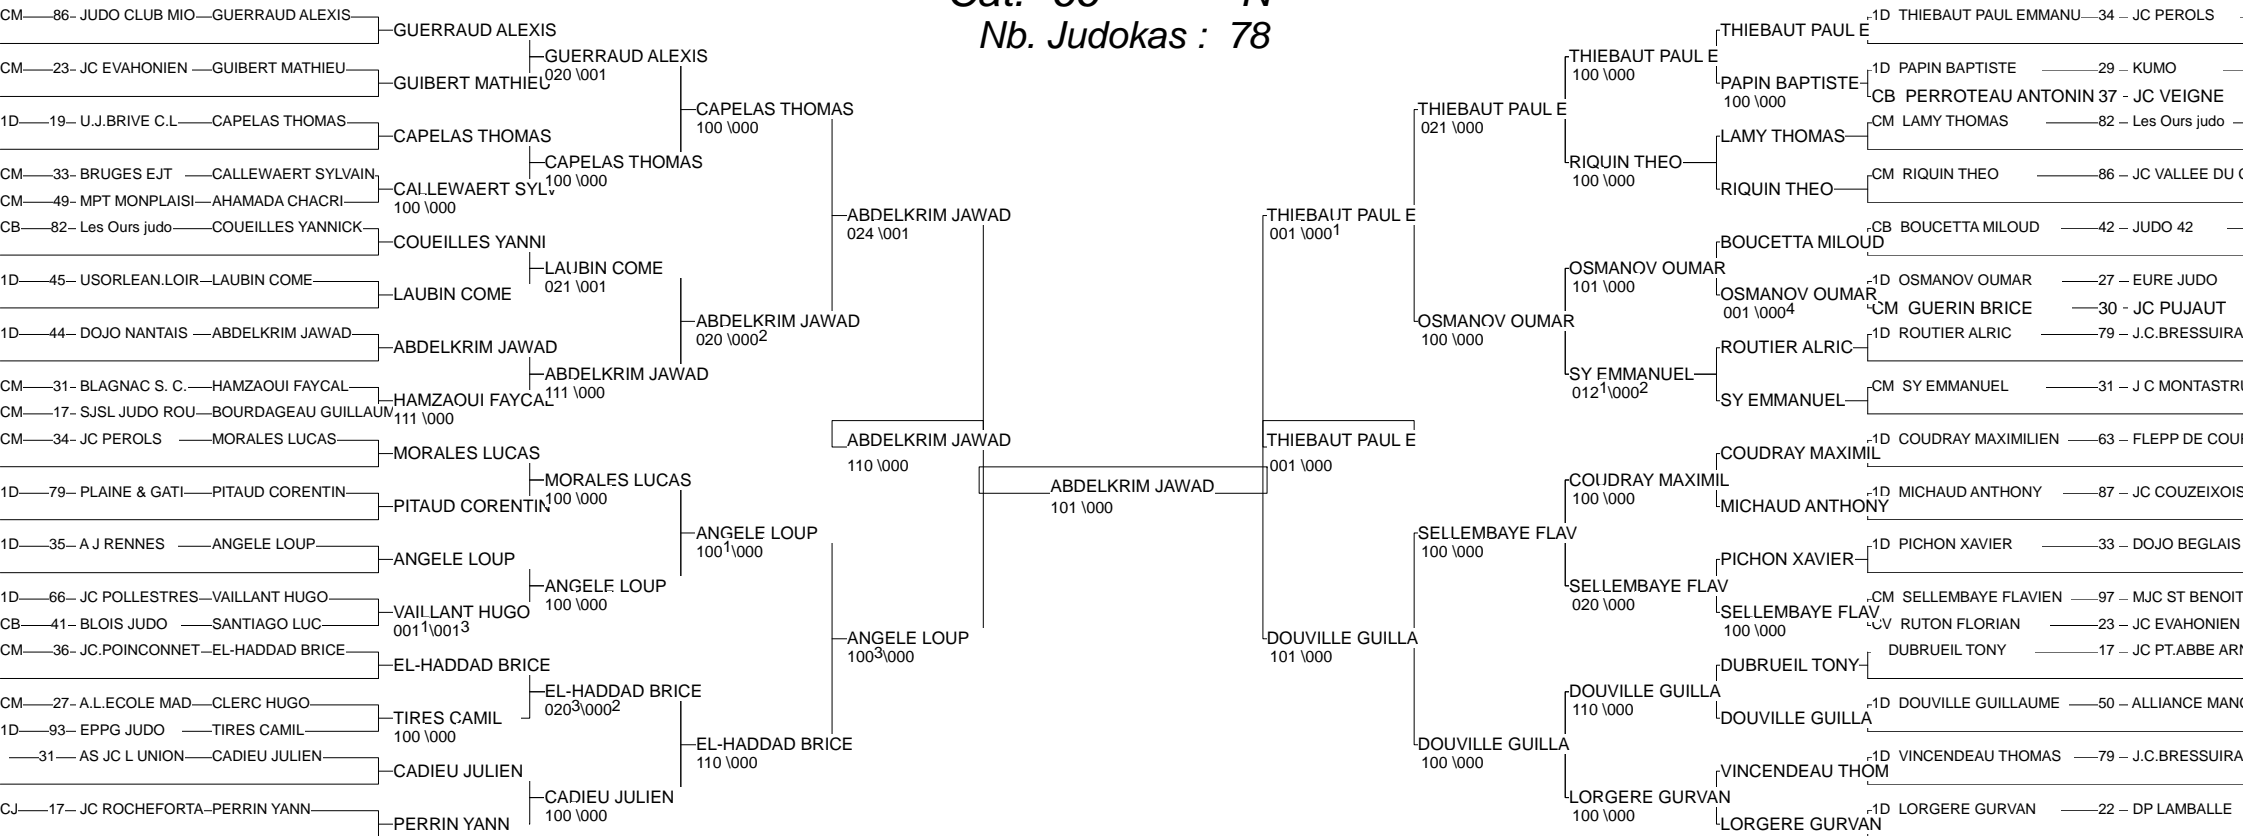 Nb. Judokas : 78
CM 86 – JUDO CLUB MIO GUERRAUD ALEXIS
CM 23 – JC EVAHONIEN GUIBERT MATHIEU
1D 19 – U.J.BRIVE C.L CAPELAS THOMAS
CM 33 – BRUGES EJT CALLEWAERT SYLVAIN
CM 49 – MPT MONPLAISI AHAMADA CHACRI
CB 82 – Les Ours judo COUEILLES YANNICK
1D 45 – USORLEAN.LOIR LAUBIN COME
1D 44 – DOJO NANTAIS ABDELKRIM JAWAD
CM 31 – BLAGNAC S. C. HAMZAOUI FAYCAL
CM 17 – SJSL JUDO ROU BOURDAGEAU GUILLAUM
CM 34 – JC PEROLS MORALES LUCAS
1D 79 – PLAINE & GATI PITAUD CORENTIN
1D 35 – A J RENNES ANGELE LOUP
1D 66 – JC POLLESTRES VAILLANT HUGO
CB 41 – BLOIS JUDO SANTIAGO LUC
CM 36 – JC.POINCONNET EL-HADDAD BRICE
CM 27 – A.L.ECOLE MAD CLERC HUGO
1D 93 – EPPG JUDO TIRES CAMIL
31 – AS JC L UNION CADIEU JULIEN
CJ 17 – JC ROCHEFORTA PERRIN YANN
GUERRAUD ALEXIS
GUIBERT MATHIEU
CAPELAS THOMAS
CALLEWAERT SYLV
100 \000
COUEILLES YANNI
LAUBIN COME
ABDELKRIM JAWAD
HAMZAOUI FAYCAL
111 \000
MORALES LUCAS
PITAUD CORENTIN
ANGELE LOUP
VAILLANT HUGO
001¹\001³
EL-HADDAD BRICE
TIRES CAMIL
100 \000
CADIEU JULIEN
PERRIN YANN
GUERRAUD ALEXIS
020 \001
CAPELAS THOMAS
100 \000
LAUBIN COME
021 \001
ABDELKRIM JAWAD
111 \000
MORALES LUCAS
100 \000
ANGELE LOUP
100 \000
EL-HADDAD BRICE
020³\000²
CADIEU JULIEN
100 \000
CAPELAS THOMAS
100 \000
ABDELKRIM JAWAD
020 \000²
ANGELE LOUP
100¹\000
EL-HADDAD BRICE
110 \000
ABDELKRIM JAWAD
024 \001
ABDELKRIM JAWAD
110 \000
ANGELE LOUP
100³\000
ABDELKRIM JAWAD
101 \000
THIEBAUT PAUL E
001 \000¹
THIEBAUT PAUL E
001 \000
DOUVILLE GUILLA
101 \000
THIEBAUT PAUL E
021 \000
OSMANOV OUMAR
100 \000
SELLEMBAYE FLAV
100 \000
DOUVILLE GUILLA
100 \000
THIEBAUT PAUL E
100 \000
RIQUIN THEO
100 \000
OSMANOV OUMAR
101 \000
SY EMMANUEL
012¹\000²
COUDRAY MAXIMIL
100 \000
SELLEMBAYE FLAV
020 \000
DOUVILLE GUILLA
110 \000
LORGERE GURVAN
100 \000
THIEBAUT PAUL E
PAPIN BAPTISTE
100 \000
LAMY THOMAS
RIQUIN THEO
BOUCETTA MILOUD
OSMANOV OUMAR
001 \000⁴
ROUTIER ALRIC
SY EMMANUEL
COUDRAY MAXIMIL
MICHAUD ANTHONY
PICHON XAVIER
SELLEMBAYE FLAV
100 \000
DUBRUEIL TONY
DOUVILLE GUILLA
VINCENDEAU THOM
LORGERE GURVAN
1D THIEBAUT PAUL EMMANU 34 – JC PEROLS
1D PAPIN BAPTISTE 29 – KUMO
CB PERROTEAU ANTONIN 37 - JC VEIGNE
CM LAMY THOMAS 82 – Les Ours judo
CM RIQUIN THEO 86 – JC VALLEE DU
CB BOUCETTA MILOUD 42 – JUDO 42
1D OSMANOV OUMAR 27 – EURE JUDO
CM GUERIN BRICE 30 - JC PUJAUT
1D ROUTIER ALRIC 79 – J.C.BRESSUIRA
CM SY EMMANUEL 31 – J C MONTASTR
1D COUDRAY MAXIMILIEN 63 – FLEPP DE COU
1D MICHAUD ANTHONY 87 – JC COUZEIXOIS
1D PICHON XAVIER 33 – DOJO BEGLAIS
CM SELLEMBAYE FLAVIEN 97 – MJC ST BENOIT
CV RUTON FLORIAN 23 – JC EVAHONIEN
DUBRUEIL TONY 17 – JC PT.ABBE AR
1D DOUVILLE GUILLAUME 50 – ALLIANCE MAN
1D VINCENDEAU THOMAS 79 – J.C.BRESSUIRA
1D LORGERE GURVAN 22 – DP LAMBALLE